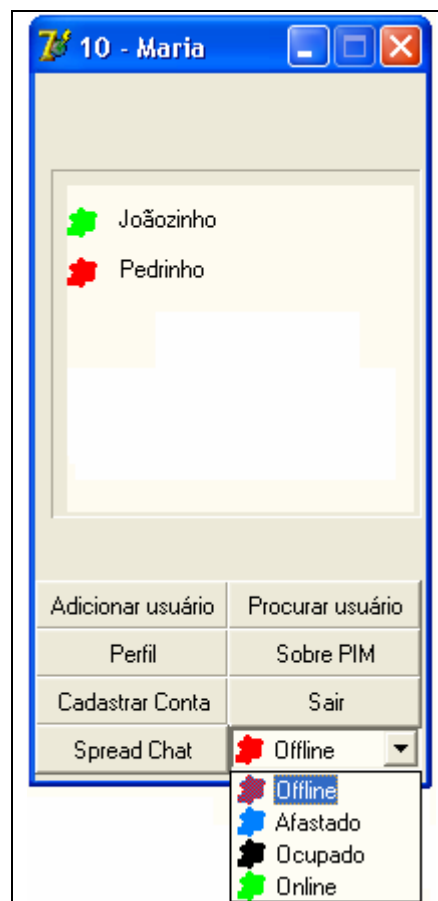 10 - Maria
Joãozinho
Pedrinho
Adicionar usuário Procurar usuário
Perfil Sobre PIM
Cadastrar Conta Sair
Spread Chat Offline
Offline
Afastado
Ocupado
Online